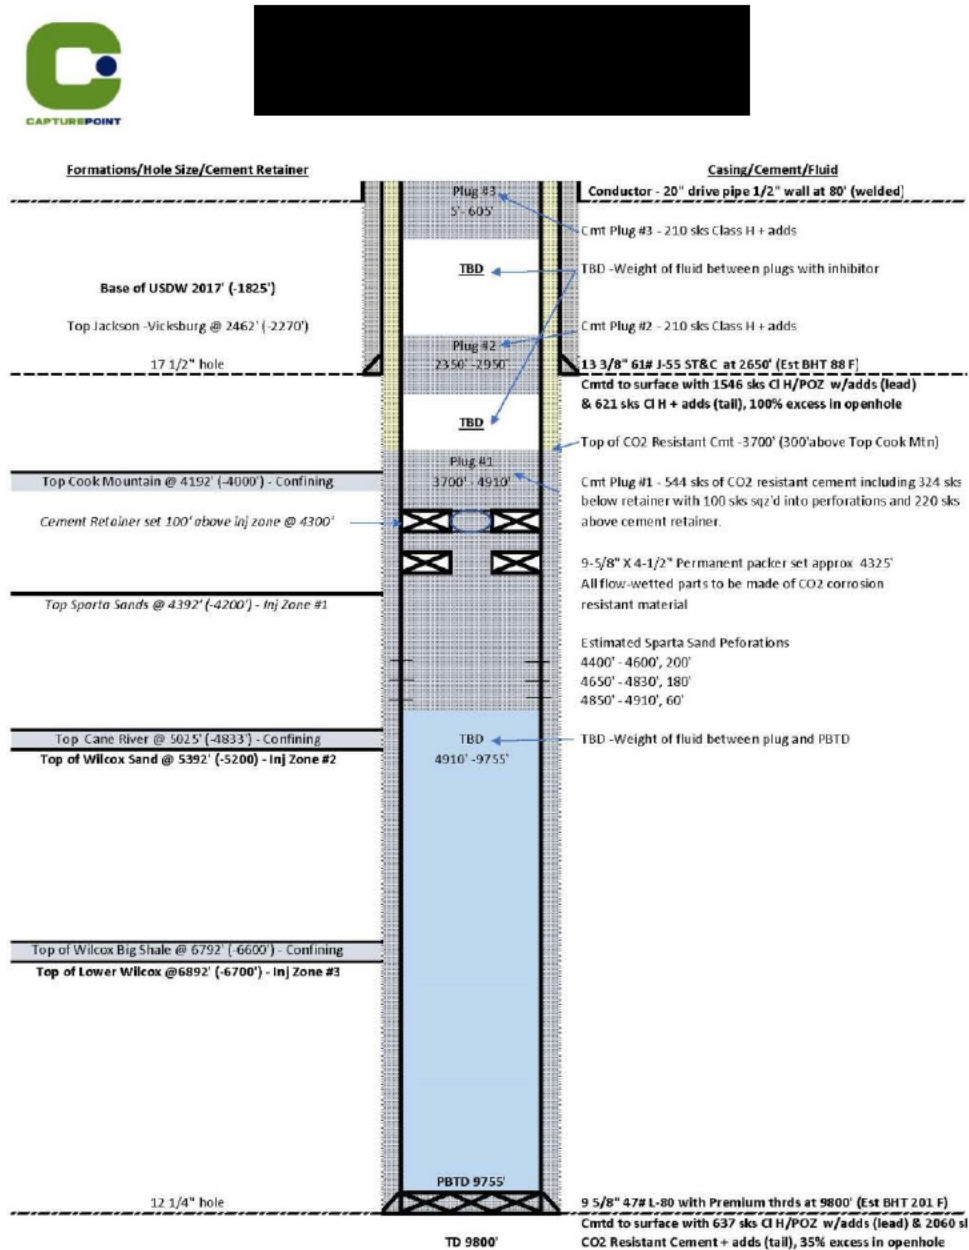 CAPTUREPOINT
Formations/Hole Size/Cement Retainer
Casing/Cement/Fluid
Plug #3
5'- 605'
Conductor - 20" drive pipe 1/2" wall at 80' (welded)
Cmt Plug #3 - 210 sks Class H + adds
TBD
TBD -Weight of fluid between plugs with inhibitor
Base of USDW 2017' (-1825')
Top Jackson -Vicksburg @ 2462' (-2270')
Cmt Plug #2 - 210 sks Class H + adds
Plug #2
2350' -2950'
17 1/2" hole
13 3/8" 61# J-55 ST&C at 2650' (Est BHT 88 F)
Cmtd to surface with 1546 sks Cl H/POZ w/adds (lead)
& 621 sks Cl H + adds (tail), 100% excess in openhole
TBD
Top of CO2 Resistant Cmt -3700' (300'above Top Cook Mtn)
Plug #1
3700' - 4910'
Top Cook Mountain @ 4192' (-4000') - Confining
Cmt Plug #1 - 544 sks of CO2 resistant cement including 324 sks
below retainer with 100 sks sqz'd into perforations and 220 sks
above cement retainer.
Cement Retainer set 100' above inj zone @ 4300'
9-5/8" X 4-1/2" Permanent packer set approx 4325'
All flow-wetted parts to be made of CO2 corrosion
resistant material
Top Sparta Sands @ 4392' (-4200') - Inj Zone #1
Estimated Sparta Sand Peforations
4400' - 4600', 200'
4650' - 4830', 180'
4850' - 4910', 60'
Top Cane River @ 5025' (-4833') - Confining
TBD
4910' -9755'
TBD -Weight of fluid between plug and PBTD
Top of Wilcox Sand @ 5392' (-5200) - Inj Zone #2
Top of Wilcox Big Shale @ 6792' (-6600') - Confining
Top of Lower Wilcox @6892' (-6700') - Inj Zone #3
PBTD 9755'
12 1/4" hole
9 5/8" 47# L-80 with Premium thrds at 9800' (Est BHT 201 F)
Cmtd to surface with 637 sks Cl H/POZ w/adds (lead) & 2060 sl
CO2 Resistant Cement + adds (tail), 35% excess in openhole
TD 9800'